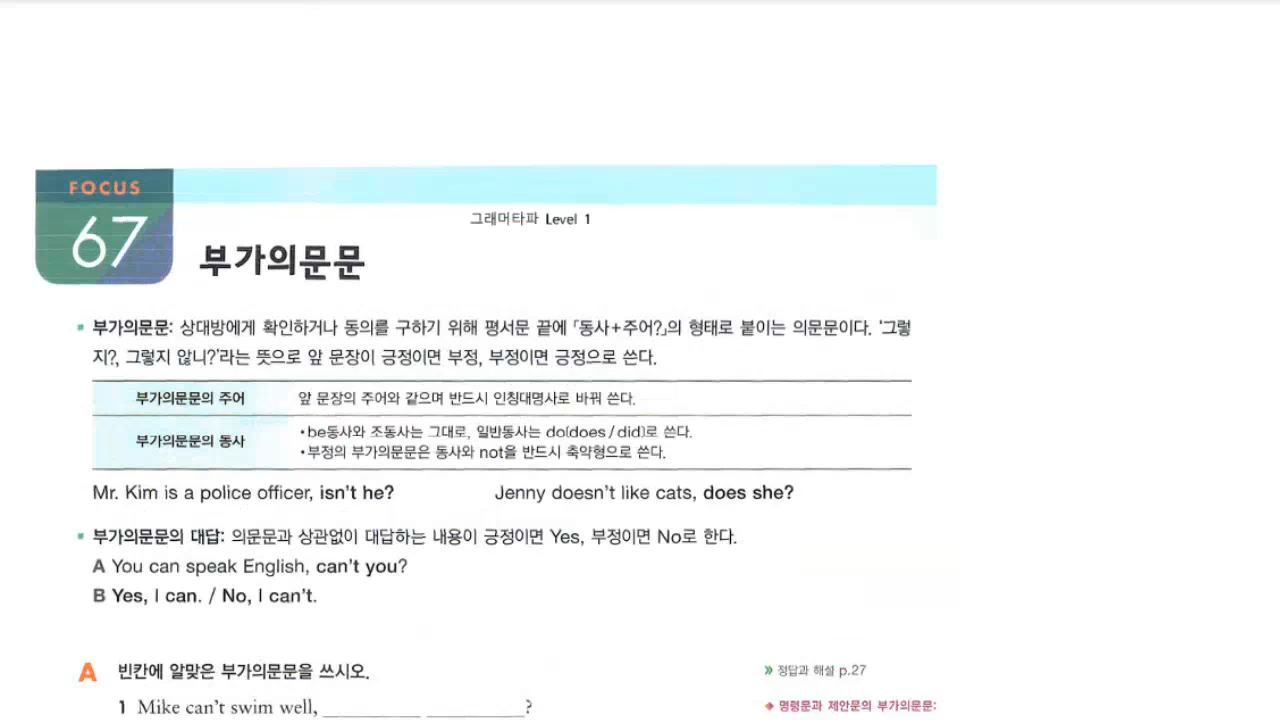 FOCUS
67
그래머타파 Level 1
부가의문문
부가의문문: 상대방에게 확인하거나 동의를 구하기 위해 평서문 끝에 「동사+주어?」의 형태로 붙이는 의문문이다. '그렇
지?, 그렇지 않니?'라는 뜻으로 앞 문장이 긍정이면 부정, 부정이면 긍정으로 쓴다.
부가의문문의 주어 앞 문장의 주어와 같으며 반드시 인칭대명사로 바꿔 쓴다.
부가의문문의 동사
•be동사와 조동사는 그대로, 일반동사는 do(does / did)로 쓴다.
•부정의 부가의문문은 동사와 not을 반드시 축약형으로 쓴다.
Mr. Kim is a police officer, isn't he? Jenny doesn't like cats, does she?
부가의문문의 대답: 의문문과 상관없이 대답하는 내용이 긍정이면 Yes, 부정이면 No로 한다.
A You can speak English, can't you?
B Yes, I can. / No, I can't.
A 빈칸에 알맞은 부가의문문을 쓰시오.
» 정답과 해설 p.27
1 Mike can't swim well, __________ __________?
명령문과 제안문의 부가의문문: